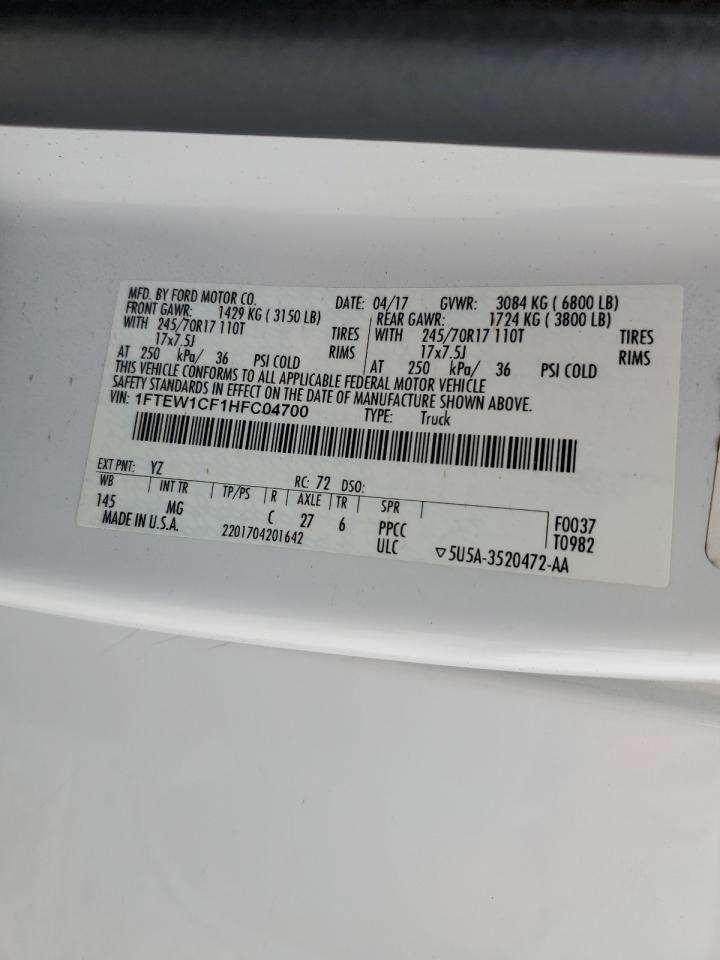 MFD. BY FORD MOTOR CO. DATE: 04/17 GVWR: 3084 KG ( 6800 LB)
FRONT GAWR: 1429 KG ( 3150 LB) REAR GAWR: 1724 KG ( 3800 LB)
WITH 245/70R17 110T TIRES WITH 245/70R17 110T TIRES
17x7.5J RIMS 17x7.5J RIMS
AT 250 kPa/ 36 PSI COLD AT 250 kPa/ 36 PSI COLD
THIS VEHICLE CONFORMS TO ALL APPLICABLE FEDERAL MOTOR VEHICLE
SAFETY STANDARDS IN EFFECT ON THE DATE OF MANUFACTURE SHOWN ABOVE.
VIN: 1FTEW1CF1HFC04700 TYPE: Truck
EXT PNT: YZ RC: 72 DSO:
WB INT TR TP/PS R AXLE TR SPR
145 MG C 27 6 PPCC F0037
MADE IN U.S.A. 2201704201642 ULC T0982
5U5A-3520472-AA